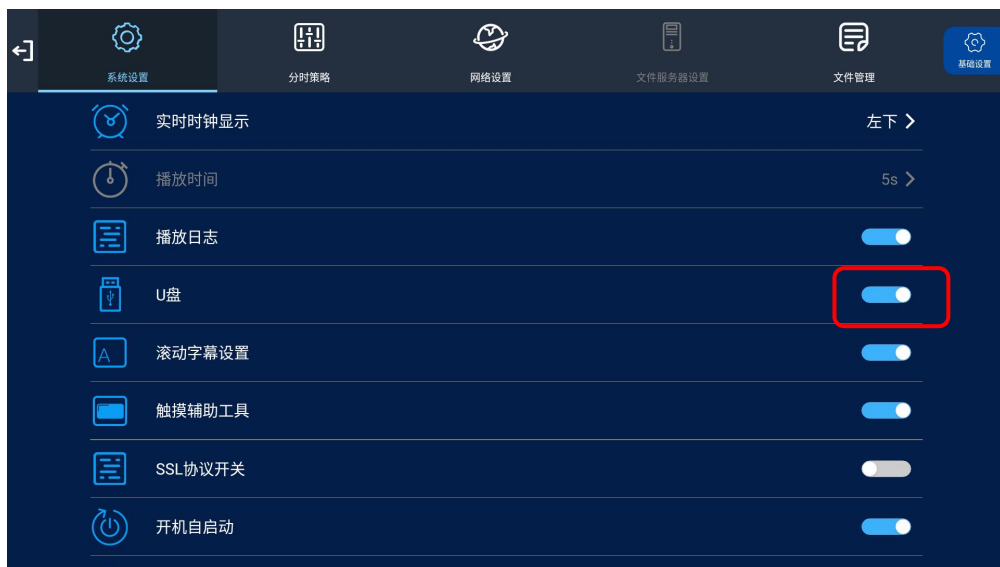 系统设置
分时策略
网络设置
文件服务器设置
文件管理
基础设置
实时时钟显示 左下
播放时间 5s
播放日志
U盘
A 滚动字幕设置
触摸辅助工具
SSL协议开关
开机自启动